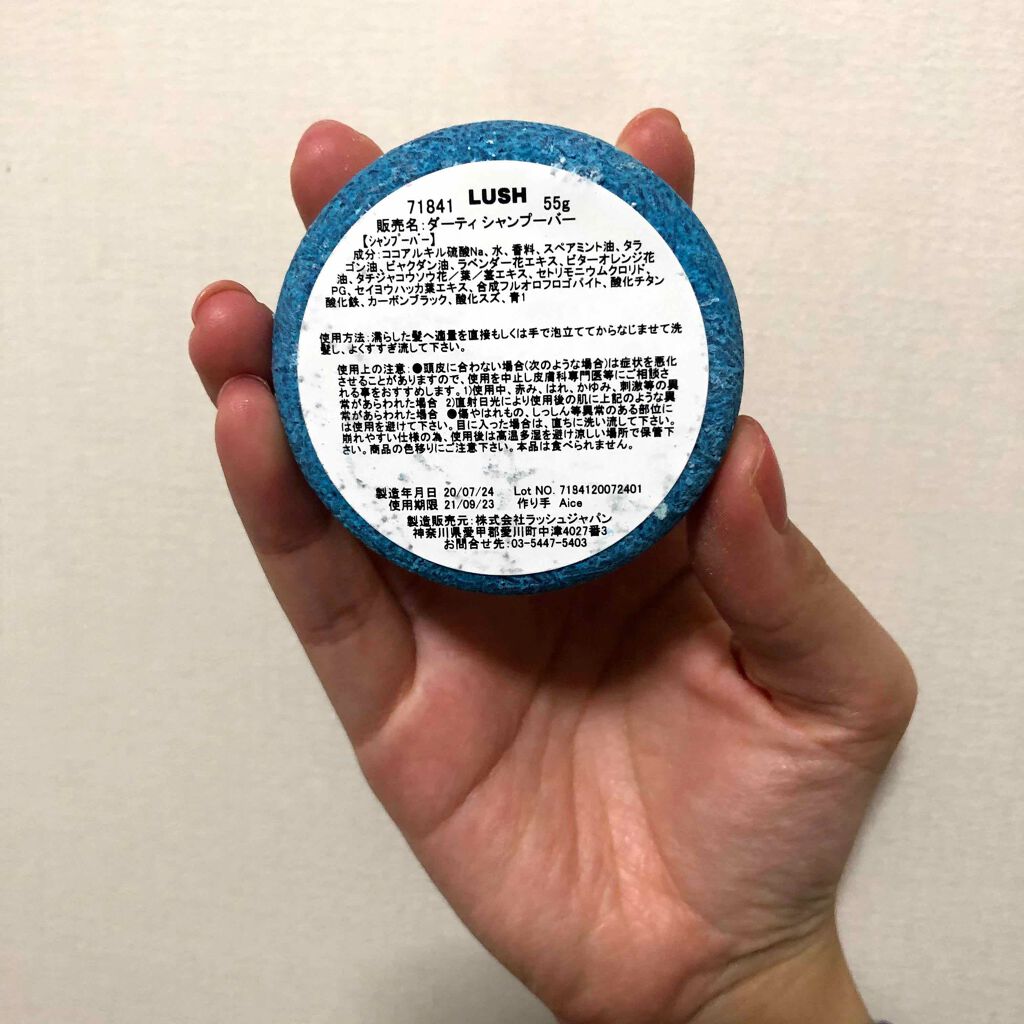 LUSH
71841 55g
販売名:ダーティ シャンプーバー
【シャンプーバー】
成分:ココアルキル硫酸Na、水、香料、スペアミント油、タラ
ゴン油、ビャクダン油、ラベンダー花エキス、ビターオレンジ花
油、タチジャコウソウ花/葉/茎エキス、セトリモニウムクロリド、
PG、セイヨウハッカ葉エキス、合成フルオロフロゴパイト、酸化チタン
酸化鉄、カーボンブラック、酸化スズ、青1
使用方法:濡らした髪へ適量を直接もしくは手で泡立ててからなじませて洗
髪し、よくすすぎ流して下さい。
使用上の注意:●頭皮に合わない場合(次のような場合)は症状を悪化
させることがありますので、使用を中止し皮膚科専門医等にご相談さ
れる事をおすすめします。1)使用中、赤み、はれ、かゆみ、刺激等の異
常があらわれた場合 2)直射日光により使用後の肌に上記のような異
常があらわれた場合 ●傷やはれもの、しっしん等異常のある部位に
は使用を避けて下さい。目に入った場合は、直ちに洗い流して下さい。
崩れやすい仕様の為、使用後は高温多湿を避け涼しい場所で保管下
さい。商品の色移りにご注意下さい。本品は食べられません。
製造年月日 20/07/24 Lot NO. 7184120072401
使用期限 21/09/23 作り手 Aice
製造販売元:株式会社ラッシュジャパン
神奈川県愛甲郡愛川町中津4027番3
お問合せ先:03-5447-5403